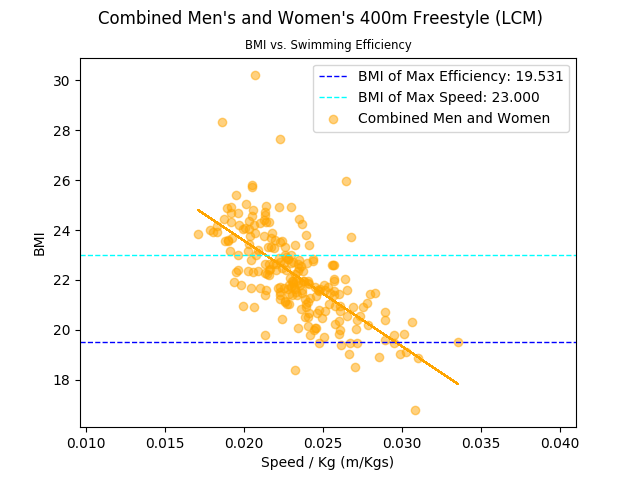 Combined Men's and Women's 400m Freestyle (LCM)
BMI vs. Swimming Efficiency
BMI of Max Efficiency: 19.531
BMI of Max Speed: 23.000
Combined Men and Women
30
28
26
24
22
20
18
BMI
0.010 0.015 0.020 0.025 0.030 0.035 0.040
Speed / Kg (m/Kgs)